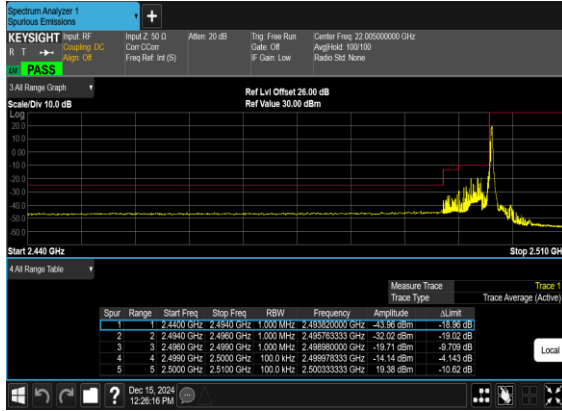 Spectrum Analyzer 1
Spurious Emissions
+
KEYSIGHT Input: RF Input Z: 50 Ω Atten: 20 dB Trig: Free Run Center Freq: 22.005000000 GHz
R T Coupling: DC Corr CCorr Gate: Off Avg|Hold: 100/100
Align: Off Freq Ref: Int (S) IF Gain: Low Radio Std: None
PASS
3 All Range Graph Ref Lvl Offset 26.00 dB
Scale/Div 10.0 dB Ref Value 30.00 dBm
Log
20.0
10.0
0.00
-10.0
-20.0
-30.0
-40.0
-50.0
-60.0
Start 2.440 GHz Stop 2.510 GH
4 All Range Table
Measure Trace Trace 1
Trace Type Trace Average (Active)
Spur Range Start Freq Stop Freq RBW Frequency Amplitude ΔLimit
1 1 2.4400 GHz 2.4940 GHz 1.000 MHz 2.493820000 GHz -43.96 dBm -18.96 dB
2 2 2.4940 GHz 2.4960 GHz 1.000 MHz 2.495763333 GHz -32.02 dBm -19.02 dB
3 3 2.4960 GHz 2.4990 GHz 1.000 MHz 2.498980000 GHz -19.71 dBm -9.709 dB
4 4 2.4990 GHz 2.5000 GHz 100.0 kHz 2.499978333 GHz -14.14 dBm -4.143 dB
5 5 2.5000 GHz 2.5100 GHz 100.0 kHz 2.500333333 GHz 19.38 dBm -10.62 dB
Local
? Dec 15, 2024
12:26:16 PM